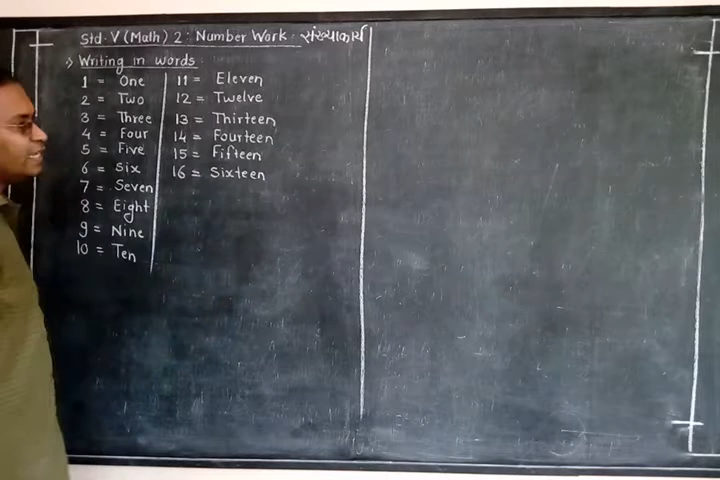 Std. V (Math) 2: Number Work. संख्याकार्य
1) Writing in words.
1 = One
2 = Two
3 = Three
4 = Four
5 = Five
6 = Six
7 = Seven
8 = Eight
9 = Nine
10 = Ten
11 = Eleven
12 = Twelve
13 = Thirteen
14 = Fourteen
15 = Fifteen
16 = Sixteen